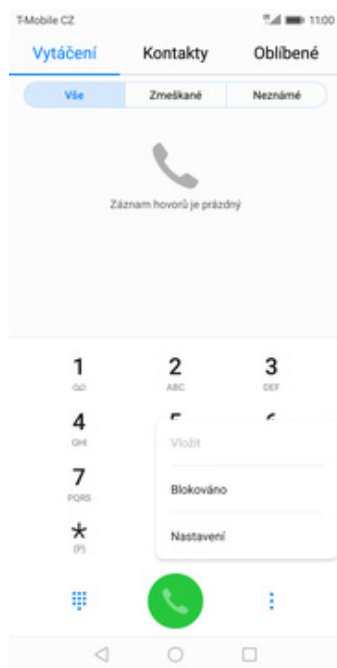 T-Mobile CZ 11:00
Vytáčení Kontakty Oblíbené
Vše Zmeškané Neznámé
Záznam hovorů je prázdný
1 2 3
ABC DEF
4
GHI
Vložit
7
PQRS
Blokováno
*
(P)
Nastavení